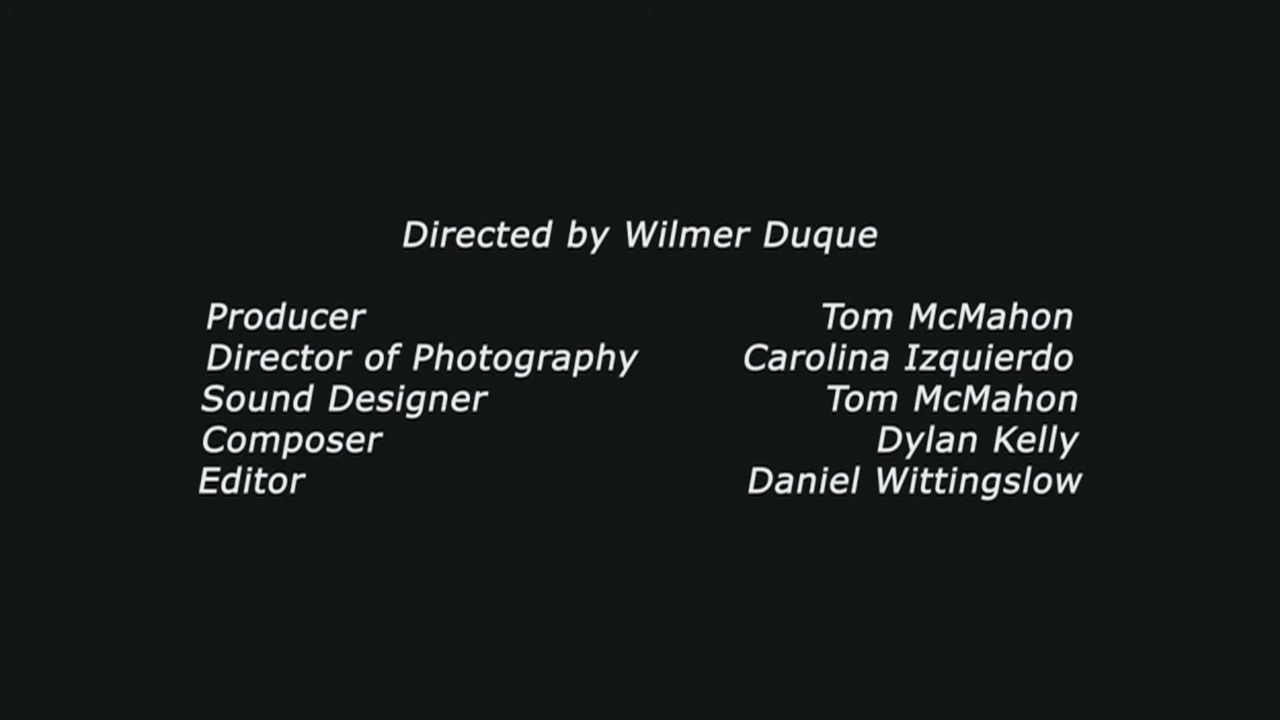 Directed by Wilmer Duque
Producer Tom McMahon
Director of Photography Carolina Izquierdo
Sound Designer Tom McMahon
Composer Dylan Kelly
Editor Daniel Wittingslow